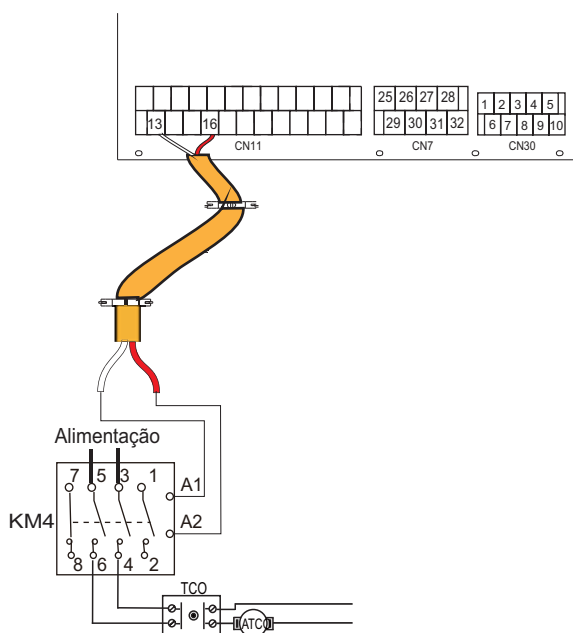 25 26 27 28
1 2 3 4 5
13 16
29 30 31 32
6 7 8 9 10
CN11 CN7 CN30
Alimentação
7 5 3 1
A1
KM4
A2
8 6 4 2
TCO
ATCO